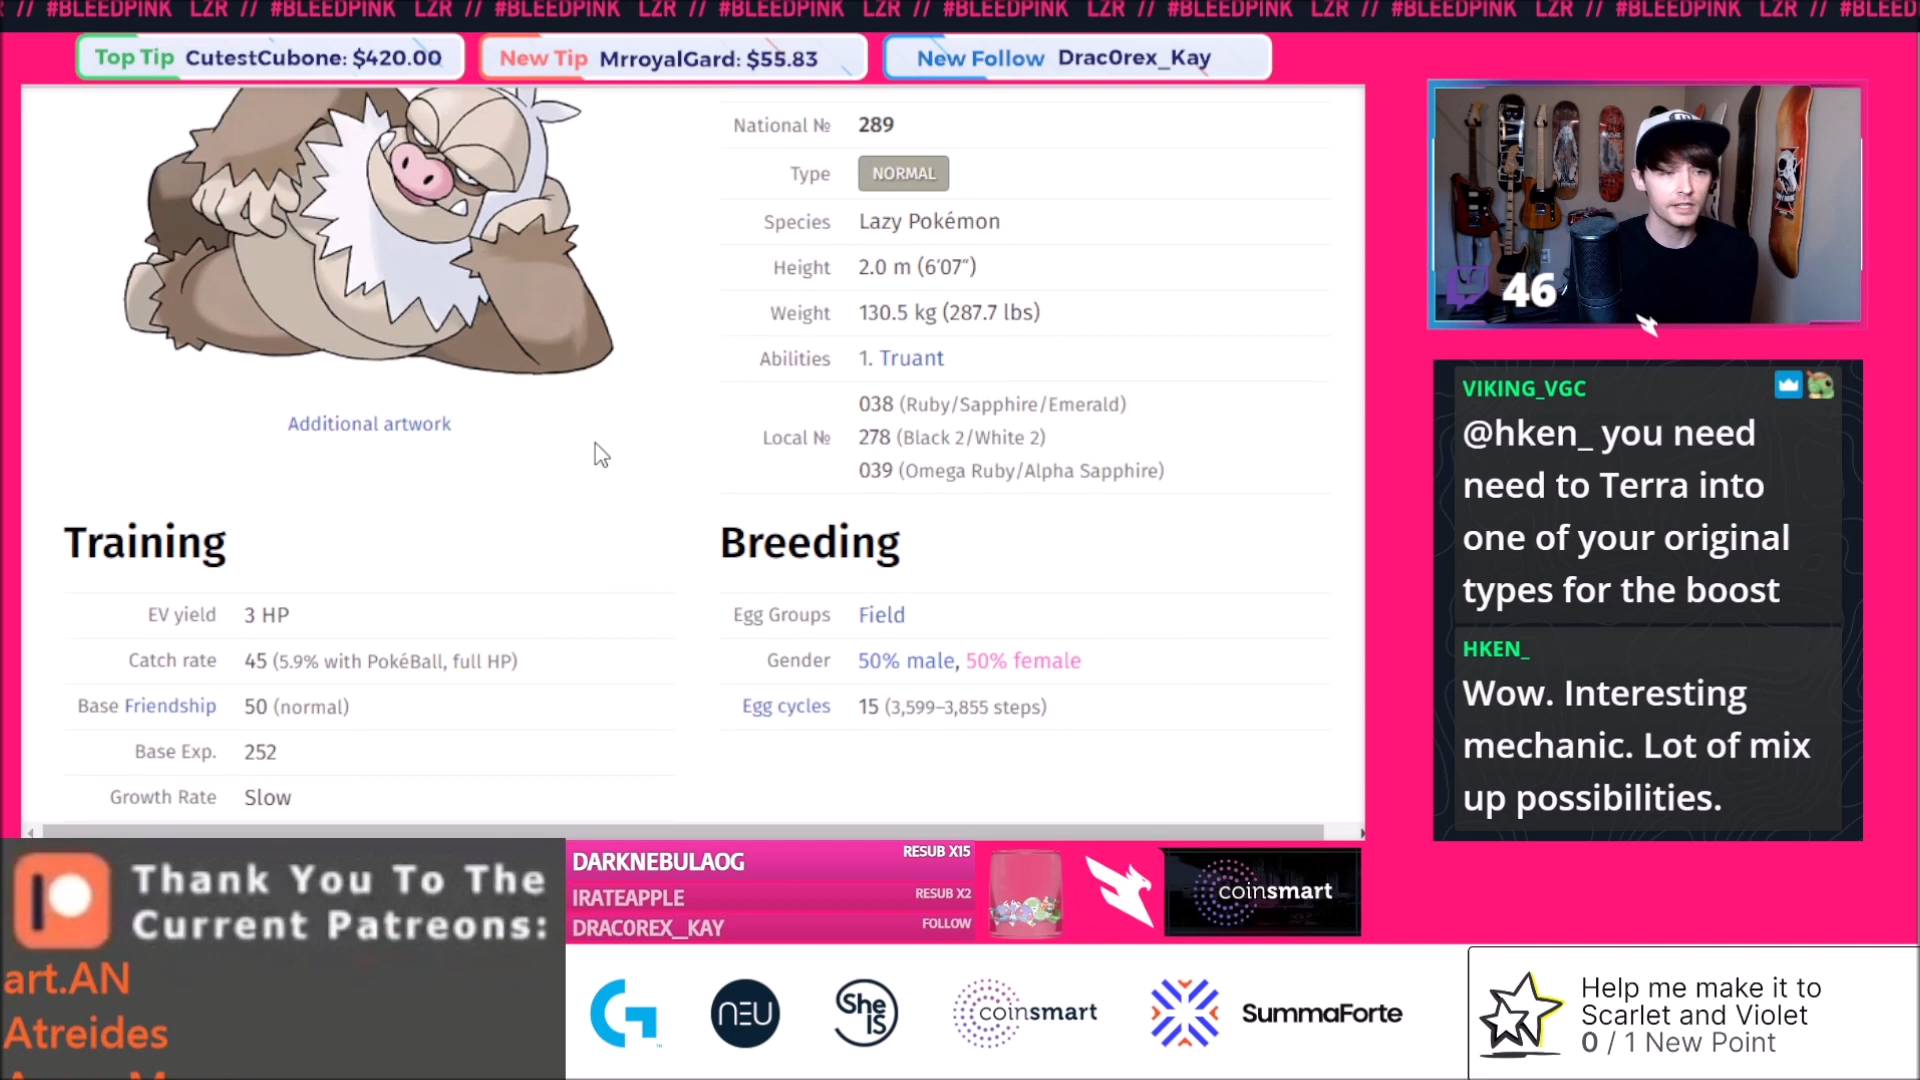 // #BLEEDPINK LZR // #BLEEDPINK LZR // #BLEEDPINK LZR // #BLEEDPINK LZR // #BLEEDPINK LZR // #BLEEDPINK LZR // #BLEEDPINK LZR // #BLEEDPINK LZR // #BLEED
Top Tip CutestCubone: $420.00
New Tip MrroyalGard: $55.83
New Follow Drac0rex_Kay
National № 289
Type NORMAL
Species Lazy Pokémon
Height 2.0 m (6′07″)
Weight 130.5 kg (287.7 lbs)
Abilities 1. Truant
Local № 038 (Ruby/Sapphire/Emerald)
278 (Black 2/White 2)
039 (Omega Ruby/Alpha Sapphire)
Additional artwork
Training
EV yield 3 HP
Catch rate 45 (5.9% with PokéBall, full HP)
Base Friendship 50 (normal)
Base Exp. 252
Growth Rate Slow
Breeding
Egg Groups Field
Gender 50% male, 50% female
Egg cycles 15 (3,599–3,855 steps)
46
VIKING_VGC
@hken_ you need
need to Terra into
one of your original
types for the boost
HKEN_
Wow. Interesting
mechanic. Lot of mix
up possibilities.
Thank You To The
Current Patreons:
art.AN
Atreides
DARKNEBULAOG RESUB X15
IRATEAPPLE RESUB X2
DRAC0REX_KAY FOLLOW
coinsmart
G
NEU
She
IS
coinsmart
SummaForte
Help me make it to
Scarlet and Violet
0 / 1 New Point